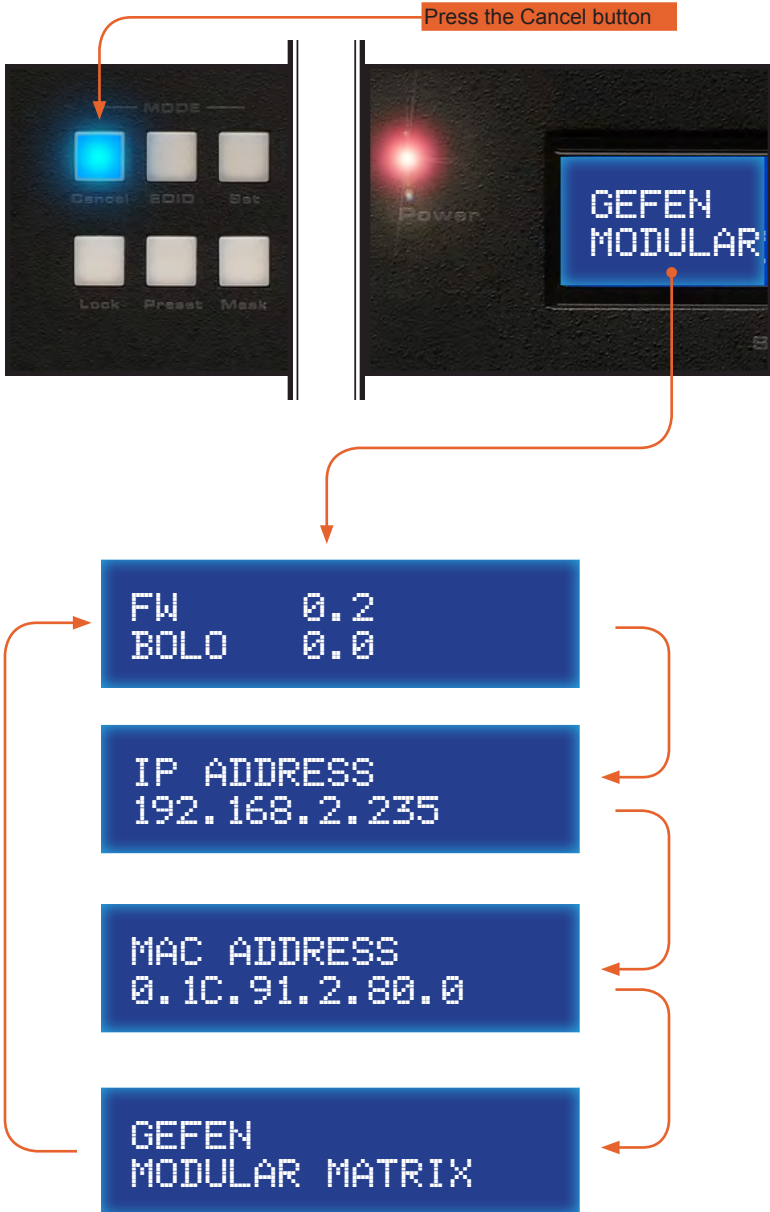 Press the Cancel button
MODE
Cancel EDID Set
Lock Preset Mask
Power
GEFEN
MODULAR
S
FW 0.2
BOLO 0.0
IP ADDRESS
192.168.2.235
MAC ADDRESS
0.1C.91.2.80.0
GEFEN
MODULAR MATRIX